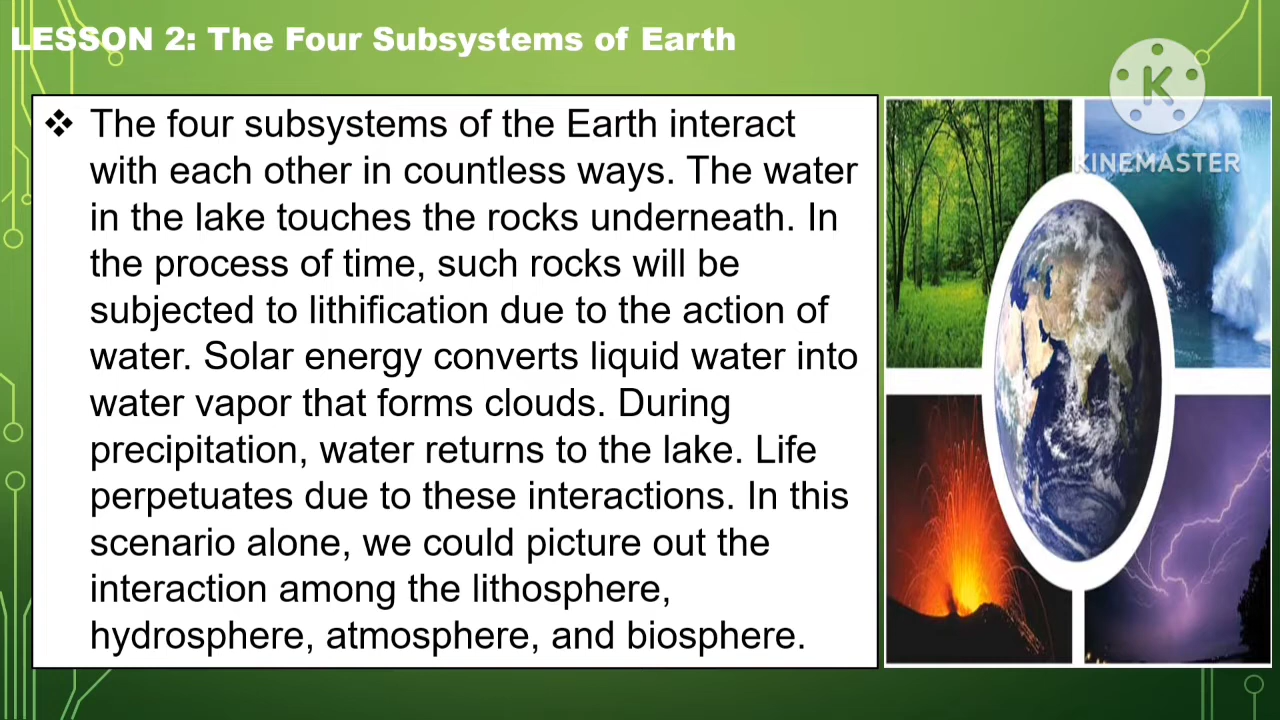 LESSON 2: The Four Subsystems of Earth
K
KINEMASTER
❖ The four subsystems of the Earth interact
with each other in countless ways. The water
in the lake touches the rocks underneath. In
the process of time, such rocks will be
subjected to lithification due to the action of
water. Solar energy converts liquid water into
water vapor that forms clouds. During
precipitation, water returns to the lake. Life
perpetuates due to these interactions. In this
scenario alone, we could picture out the
interaction among the lithosphere,
hydrosphere, atmosphere, and biosphere.